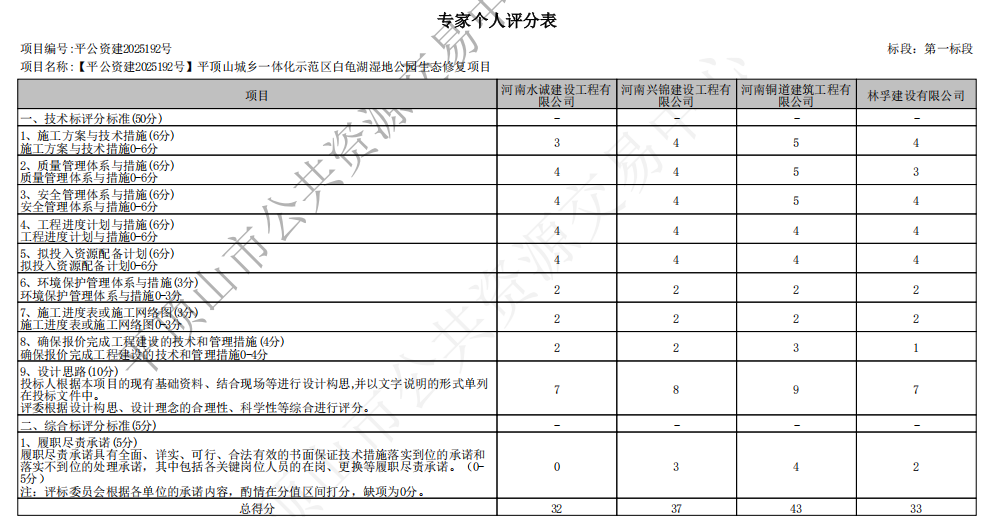 专家个人评分表
项目编号:平公资建2025192号
标段: 第一标段
项目名称:【平公资建2025192号】平顶山城乡一体化示范区白龟湖湿地公园生态修复项目
项目
河南水诚建设工程有限公司
河南兴锦建设工程有限公司
河南铜道建筑工程有限公司
林孚建设有限公司
一、技术标评分标准(50分)
- - - -
1、施工方案与技术措施(6分)
施工方案与技术措施0-6分
3 4 5 4
2、质量管理体系与措施(6分)
质量管理体系与措施0-6分
4 4 5 3
3、安全管理体系与措施(6分)
安全管理体系与措施0-6分
4 4 5 4
4、工程进度计划与措施(6分)
工程进度计划与措施0-6分
4 4 4 4
5、拟投入资源配备计划(6分)
拟投入资源配备计划0-6分
4 4 4 4
6、环境保护管理体系与措施(3分)
环境保护管理体系与措施0-3分
2 2 2 2
7、施工进度表或施工网络图(3分)
施工进度表或施工网络图0-3分
2 2 2 2
8、确保报价完成工程建设的技术和管理措施(4分)
确保报价完成工程建设的技术和管理措施0-4分
2 2 3 1
9、设计思路(10分)
投标人根据本项目的现有基础资料、结合现场等进行设计构思,并以文字说明的形式单列
在投标文件中。
评委根据设计构思、设计理念的合理性、科学性等综合进行评分。
7 8 9 7
二、综合标评分标准(5分)
- - - -
1、履职尽责承诺(5分)
履职尽责承诺具有全面、详实、可行、合法有效的书面保证技术措施落实到位的承诺和
落实不到位的处理承诺，其中包括各关键岗位人员的在岗、更换等履职尽责承诺。（0-
5分）
注: 评标委员会根据各单位的承诺内容，酌情在分值区间打分，缺项为0分。
0 3 4 2
总得分
32 37 43 33
平顶山市公共资源交易中
平顶山市公共资源交易中心